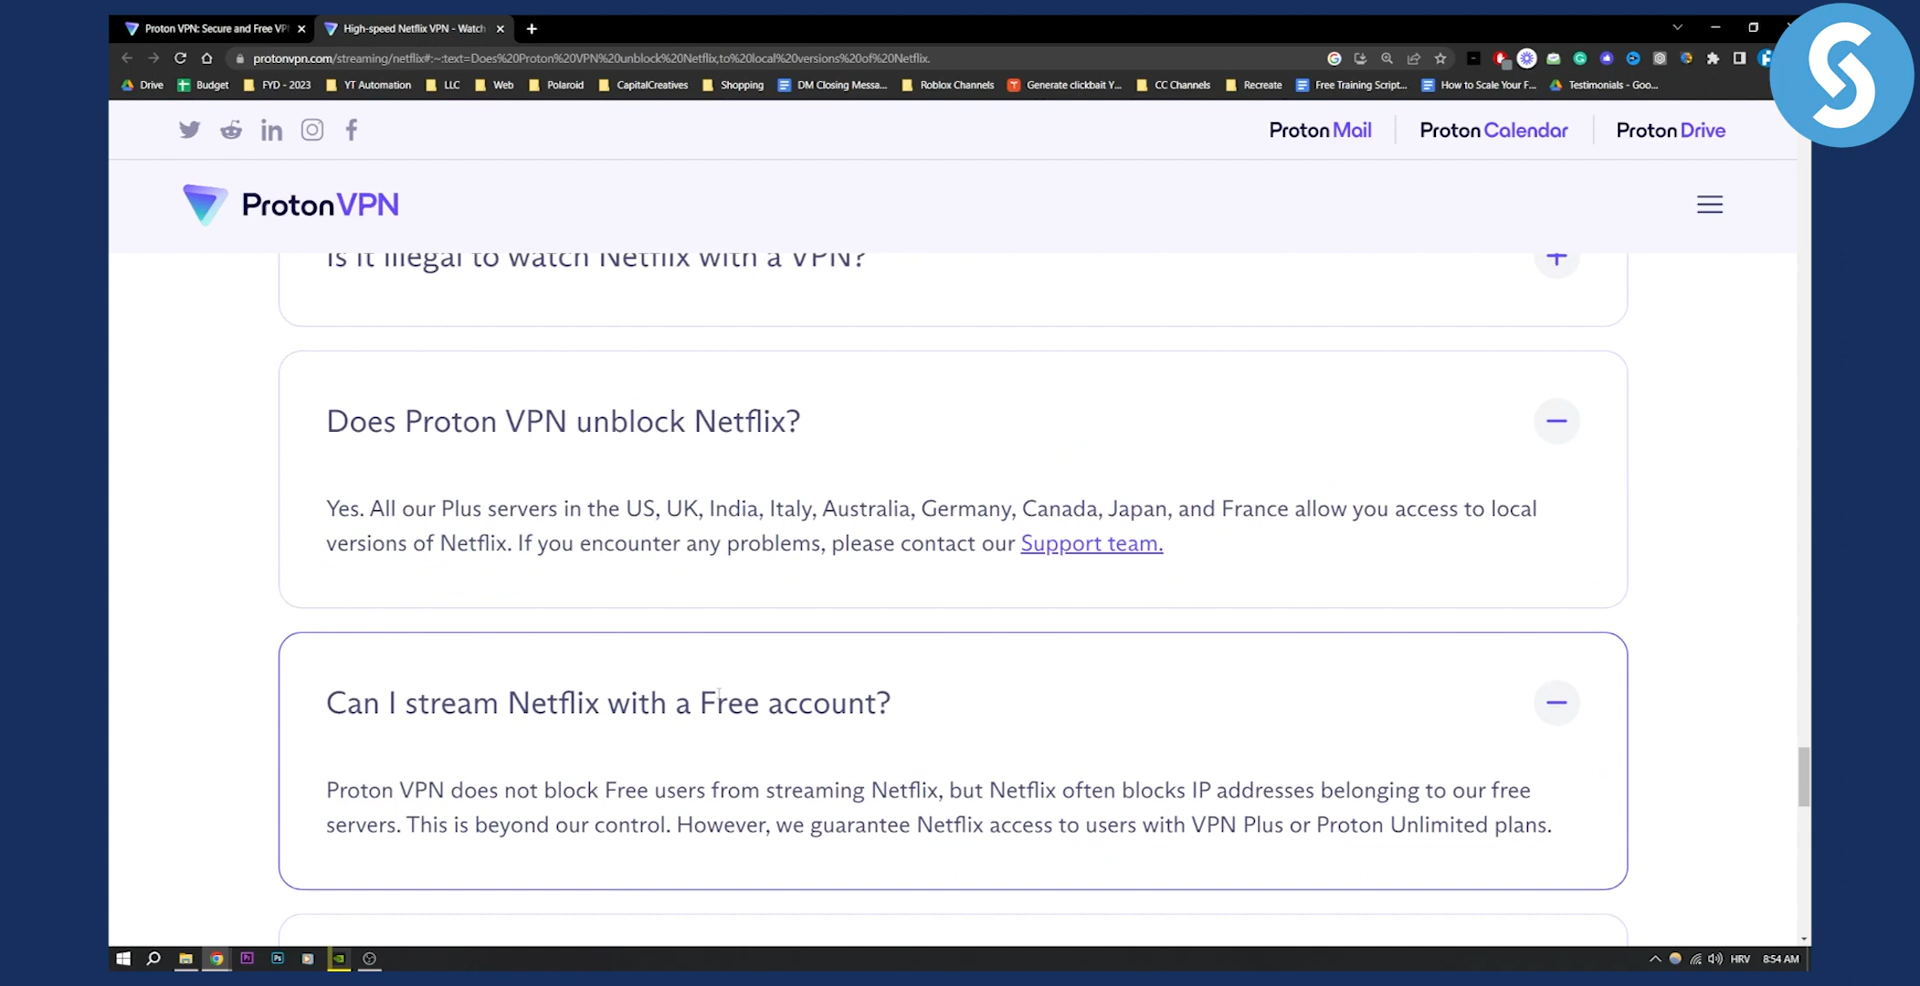 Proton VPN: Secure and Free VP
High-speed Netflix VPN - Watch
protonvpn.com/streaming/netflix#:~:text=Does%20Proton%20VPN%20unblock%20Netflix,to%20local%20versions%20of%20Netflix.
Drive Budget FYD - 2023 YT Automation LLC Web Polaroid CapitalCreatives Shopping DM Closing Messa... Roblox Channels Generate clickbait Y... CC Channels Recreate Free Training Script... How to Scale Your F... Testimonials - Goo...
Proton Mail Proton Calendar Proton Drive
Proton VPN
Is it illegal to watch Netflix with a VPN?
Does Proton VPN unblock Netflix?
Yes. All our Plus servers in the US, UK, India, Italy, Australia, Germany, Canada, Japan, and France allow you access to local
versions of Netflix. If you encounter any problems, please contact our Support team.
Can I stream Netflix with a Free account?
Proton VPN does not block Free users from streaming Netflix, but Netflix often blocks IP addresses belonging to our free
servers. This is beyond our control. However, we guarantee Netflix access to users with VPN Plus or Proton Unlimited plans.
HRV 8:54 AM